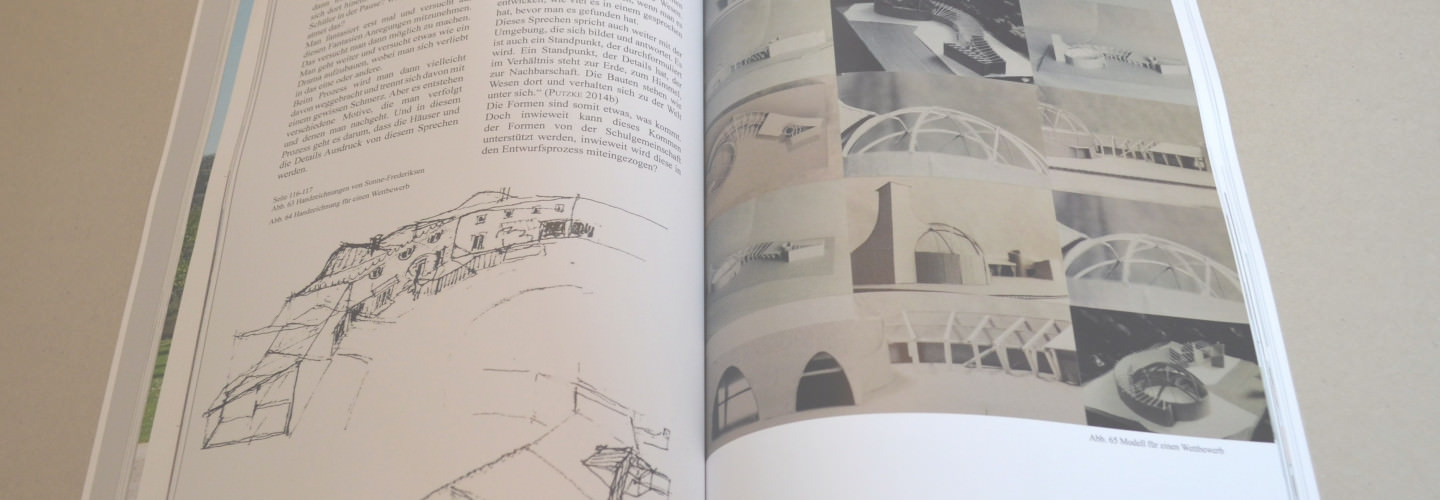 sich dort
Schüler in der Pause?
atmet das?
Man fantasiert erst mal und versucht aus
diesen Fantasien Anregungen mitzunehmen.
Das versucht man dann möglich zu machen.
Man geht weiter und versucht etwas wie ein
Drama aufzubauen, wobei man sich verliebt
in das eine oder andere.
Beim Prozess wird man dann vielleicht
davon weggebracht und trennt sich davon mit
einem gewissen Schmerz. Aber es entstehen
verschiedene Motive, die man verfolgt
und denen man nachgeht. Und in diesem
Prozess geht es darum, dass die Häuser und
die Details Ausdruck von diesem Sprechen
werden.
Seite 116-117
Abb. 63 Handzeichnungen von Sonne-Frederiksen
Abb. 64 Handzeichnung für einen Wettbewerb
wenn man es
entwickle, wie viel es in einem gesprochen
hat, bevor man es gefunden hat.
Dieses Sprechen spricht auch weiter mit der
Umgebung, die sich bildet und antwortet. Es
ist auch ein Standpunkt, der durchformuliert
wird. Ein Standpunkt, der Details hat, der
im Verhältnis steht zur Erde, zum Himmel,
zur Nachbarschaft. Die Bauten stehen wie
Wesen dort und verhalten sich zu der Welt
unter sich.“ (PUTZKE 2014b)
Die Formen sind somit etwas, was kommt.
Doch inwieweit kann dieses Kommen
der Formen von der Schulgemeinschaft
unterstützt werden, inwieweit wird diese in
den Entwurfsprozess miteingezogen?
Abb. 65 Modell für einen Wettbewerb